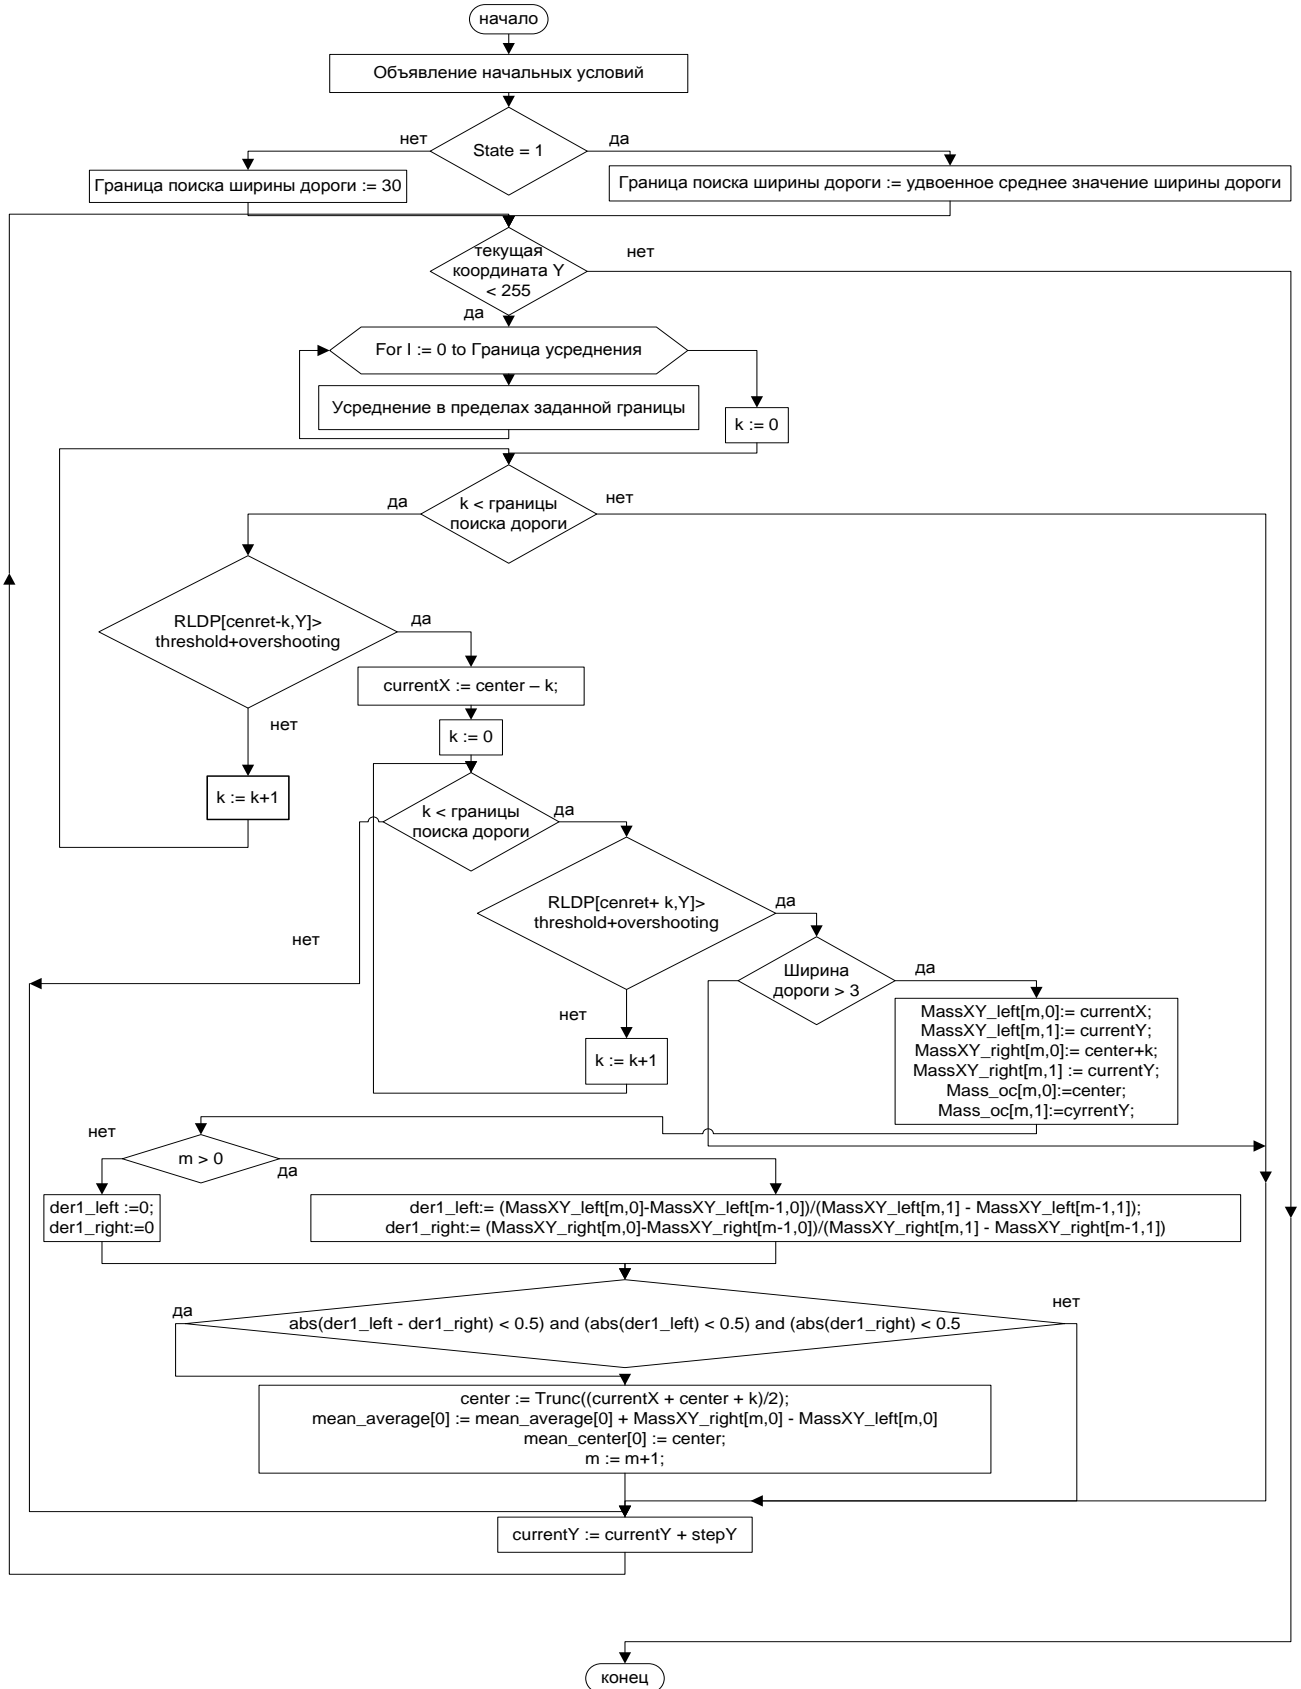 начало
Объявление начальных условий
нет
State = 1
да
Граница поиска ширины дороги := 30
Граница поиска ширины дороги := удвоенное среднее значение ширины дороги
текущая
координата Y
< 255
нет
да
For I := 0 to Граница усреднения
Усреднение в пределах заданной границы
k := 0
да
k < границы
поиска дороги
нет
RLDP[cenret-k,Y]>
threshold+overshooting
да
currentX := center – k;
нет
k := 0
k := k+1
k < границы
поиска дороги
да
RLDP[cenret+ k,Y]>
threshold+overshooting
да
нет
Ширина
дороги > 3
да
MassXY_left[m,0]:= currentX;
MassXY_left[m,1]:= currentY;
MassXY_right[m,0]:= center+k;
MassXY_right[m,1] := currentY;
Mass_oc[m,0]:=center;
Mass_oc[m,1]:=cyrrentY;
нет
k := k+1
нет
m > 0
да
der1_left :=0;
der1_right:=0
der1_left:= (MassXY_left[m,0]-MassXY_left[m-1,0])/(MassXY_left[m,1] - MassXY_left[m-1,1]);
der1_right:= (MassXY_right[m,0]-MassXY_right[m-1,0])/(MassXY_right[m,1] - MassXY_right[m-1,1])
да
abs(der1_left - der1_right) < 0.5) and (abs(der1_left) < 0.5) and (abs(der1_right) < 0.5
нет
center := Trunc((currentX + center + k)/2);
mean_average[0] := mean_average[0] + MassXY_right[m,0] - MassXY_left[m,0]
mean_center[0] := center;
m := m+1;
currentY := currentY + stepY
конец